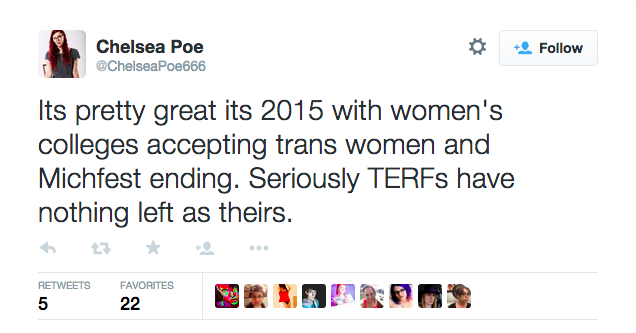 Chelsea Poe
@ChelseaPoe666
Follow
Its pretty great its 2015 with women's
colleges accepting trans women and
Michfest ending. Seriously TERFs have
nothing left as theirs.
RETWEETS FAVORITES
5 22